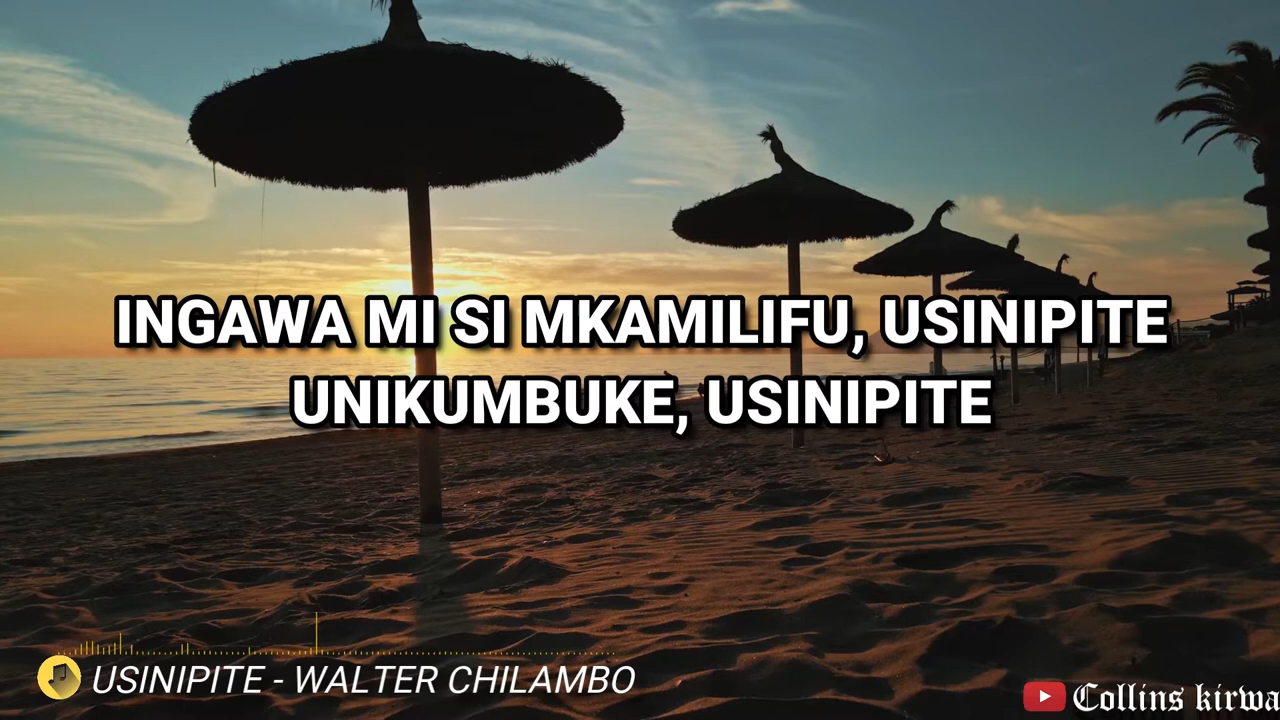 INGAWA MI SI MKAMILIFU, USINIPITE
UNIKUMBUKE, USINIPITE
USINIPITE - WALTER CHILAMBO
Collins kirwa